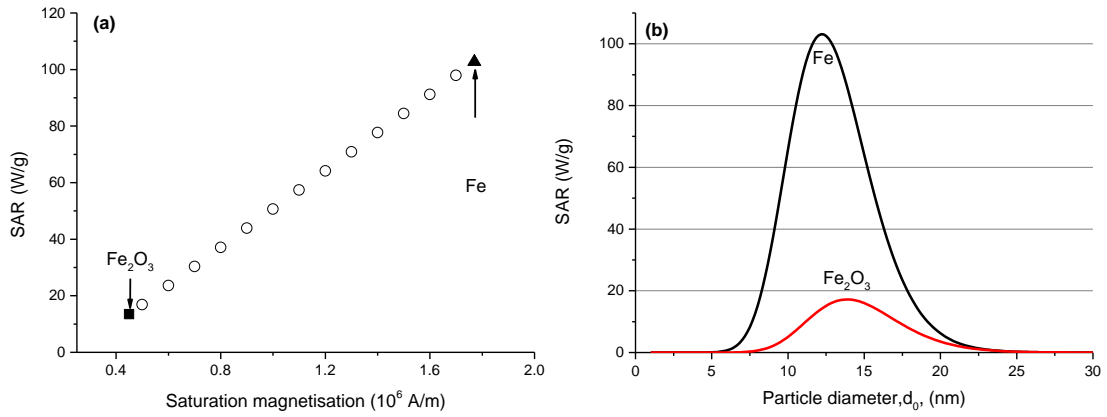 (a)
120
100
80
60
40
20
0
SAR (W/g)
Fe₂O₃
Fe
0.4 0.8 1.2 1.6 2.0
Saturation magnetisation (10⁶ A/m)
(b)
100
80
60
40
20
0
SAR (W/g)
Fe
Fe₂O₃
0 5 10 15 20 25 30
Particle diameter,d₀, (nm)